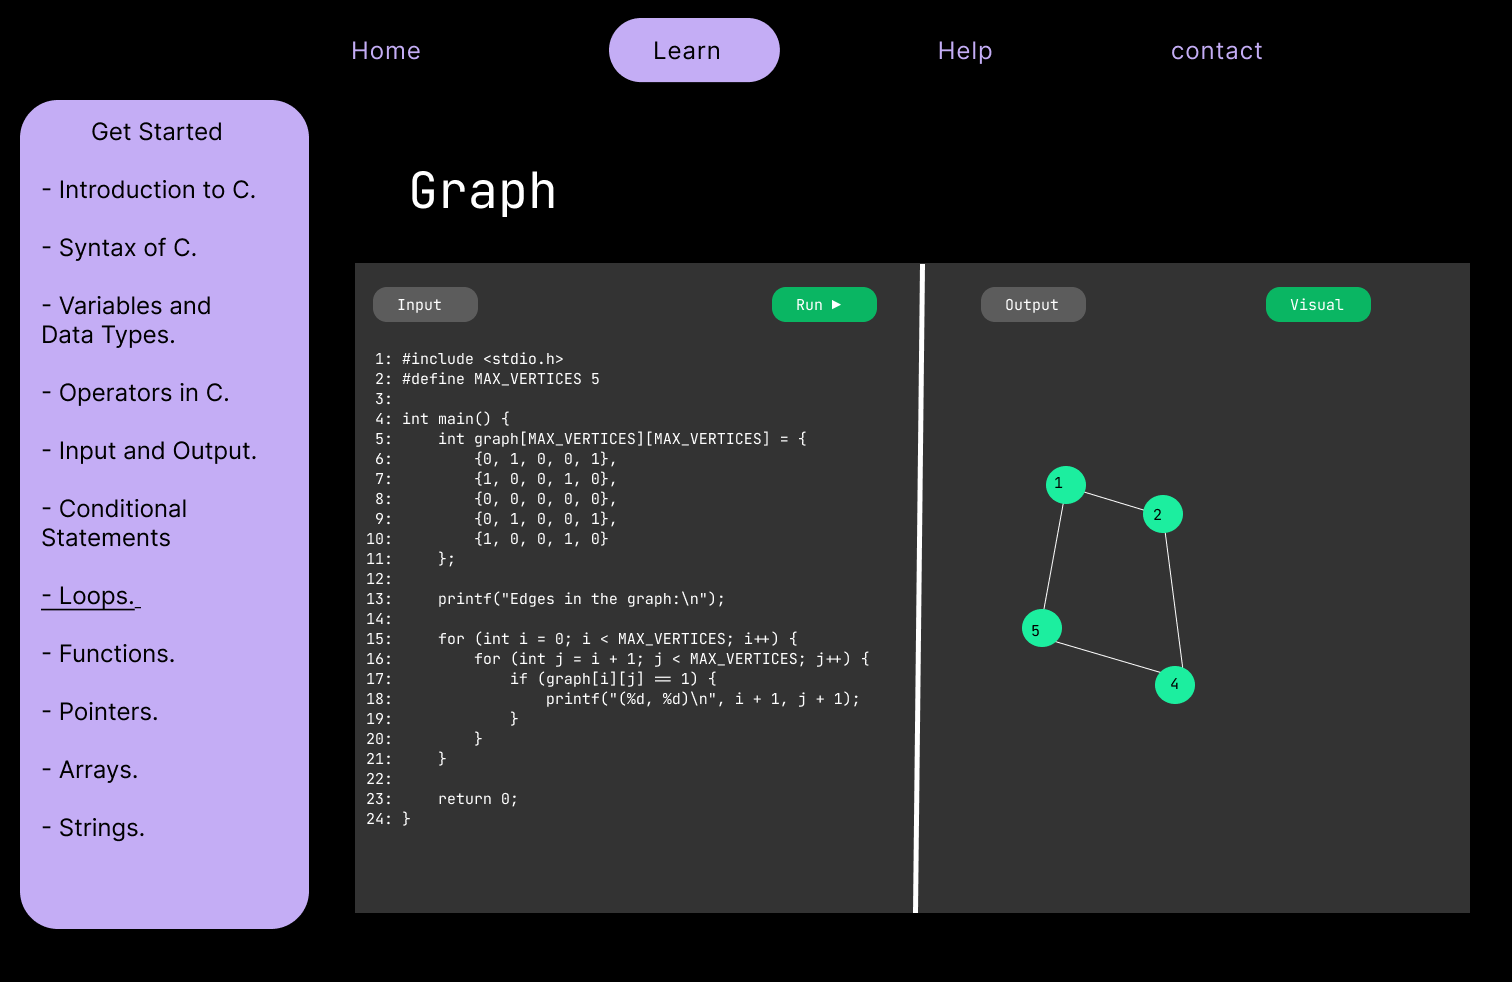 Home
Learn
Help
contact
Get Started
- Introduction to C.
- Syntax of C.
- Variables and
Data Types.
- Operators in C.
- Input and Output.
- Conditional
Statements
- Loops.
- Functions.
- Pointers.
- Arrays.
- Strings.
Graph
Input
Run ▶
1: #include <stdio.h>
2: #define MAX_VERTICES 5
3:
4: int main() {
5:     int graph[MAX_VERTICES][MAX_VERTICES] = {
6:         {0, 1, 0, 0, 1},
7:         {1, 0, 0, 1, 0},
8:         {0, 0, 0, 0, 0},
9:         {0, 1, 0, 0, 1},
10:         {1, 0, 0, 1, 0}
11:     };
12:
13:     printf("Edges in the graph:\n");
14:
15:     for (int i = 0; i < MAX_VERTICES; i++) {
16:         for (int j = i + 1; j < MAX_VERTICES; j++) {
17:             if (graph[i][j] == 1) {
18:                 printf("(%d, %d)\n", i + 1, j + 1);
19:             }
20:         }
21:     }
22:
23:     return 0;
24: }
Output
Visual
1
2
5
4